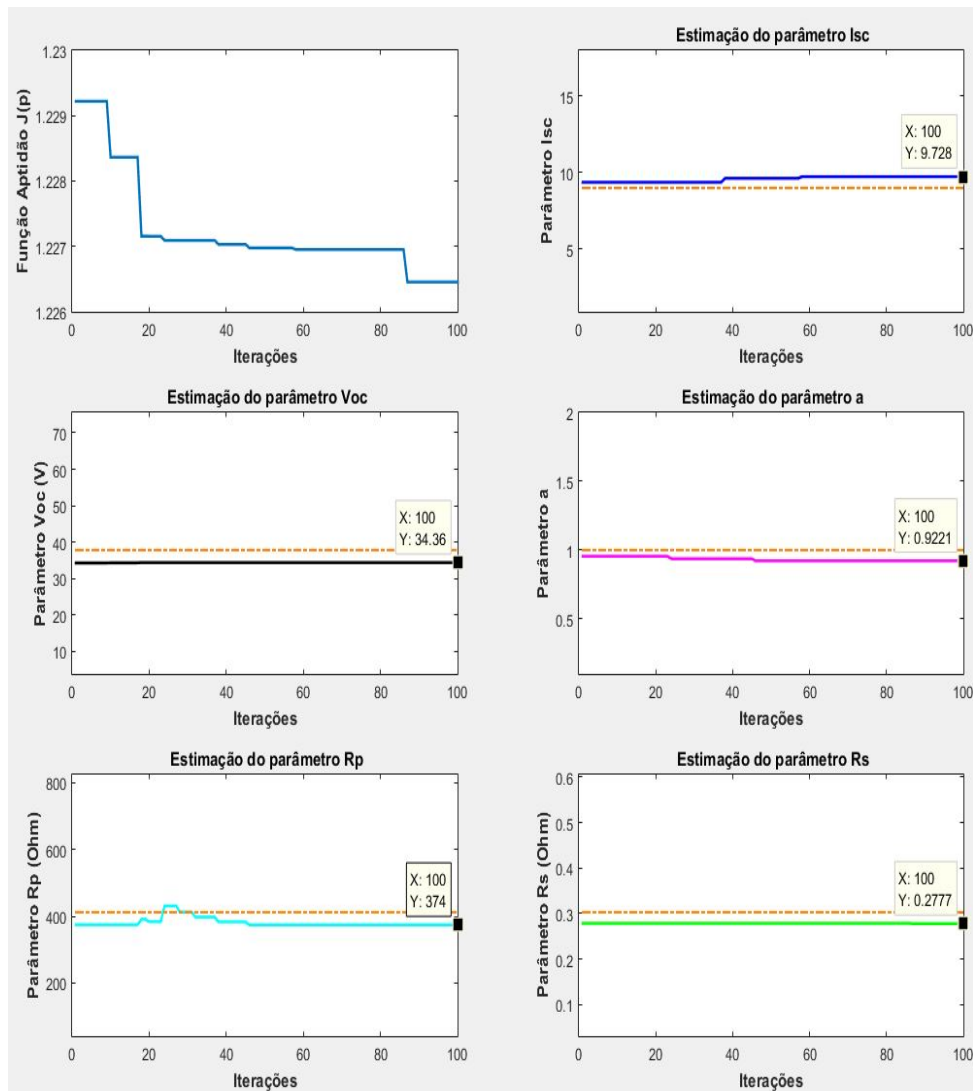 1.23
1.229
1.228
1.227
1.226
Função Aptidão J(p)
0 20 40 60 80 100
Iterações
Estimação do parâmetro Isc
15
10
5
Parâmetro Isc
X: 100
Y: 9.728
0 20 40 60 80 100
Iterações
Estimação do parâmetro Voc
70
60
50
40
30
20
10
Parâmetro Voc (V)
X: 100
Y: 34.36
0 20 40 60 80 100
Iterações
Estimação do parâmetro a
2
1.5
1
0.5
Parâmetro a
X: 100
Y: 0.9221
0 20 40 60 80 100
Iterações
Estimação do parâmetro Rp
800
600
400
200
Parâmetro Rp (Ohm)
X: 100
Y: 374
0 20 40 60 80 100
Iterações
Estimação do parâmetro Rs
0.6
0.5
0.4
0.3
0.2
0.1
Parâmetro Rs (Ohm)
X: 100
Y: 0.2777
0 20 40 60 80 100
Iterações